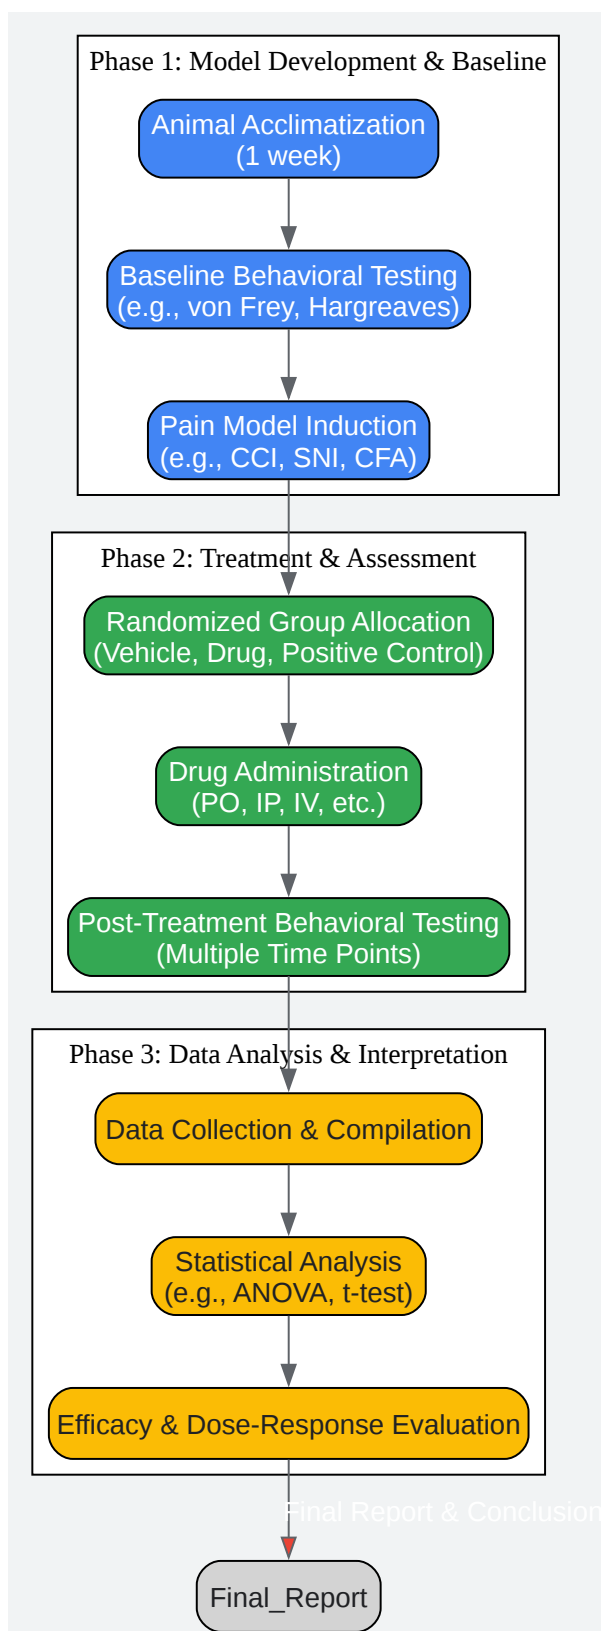 Phase 1: Model Development & Baseline
Animal Acclimatization
(1 week)
Baseline Behavioral Testing
(e.g., von Frey, Hargreaves)
Pain Model Induction
(e.g., CCI, SNI, CFA)
Phase 2: Treatment & Assessment
Randomized Group Allocation
(Vehicle, Drug, Positive Control)
Drug Administration
(PO, IP, IV, etc.)
Post-Treatment Behavioral Testing
(Multiple Time Points)
Phase 3: Data Analysis & Interpretation
Data Collection & Compilation
Statistical Analysis
(e.g., ANOVA, t-test)
Efficacy & Dose-Response Evaluation
Final Report & Conclusion
Final_Report